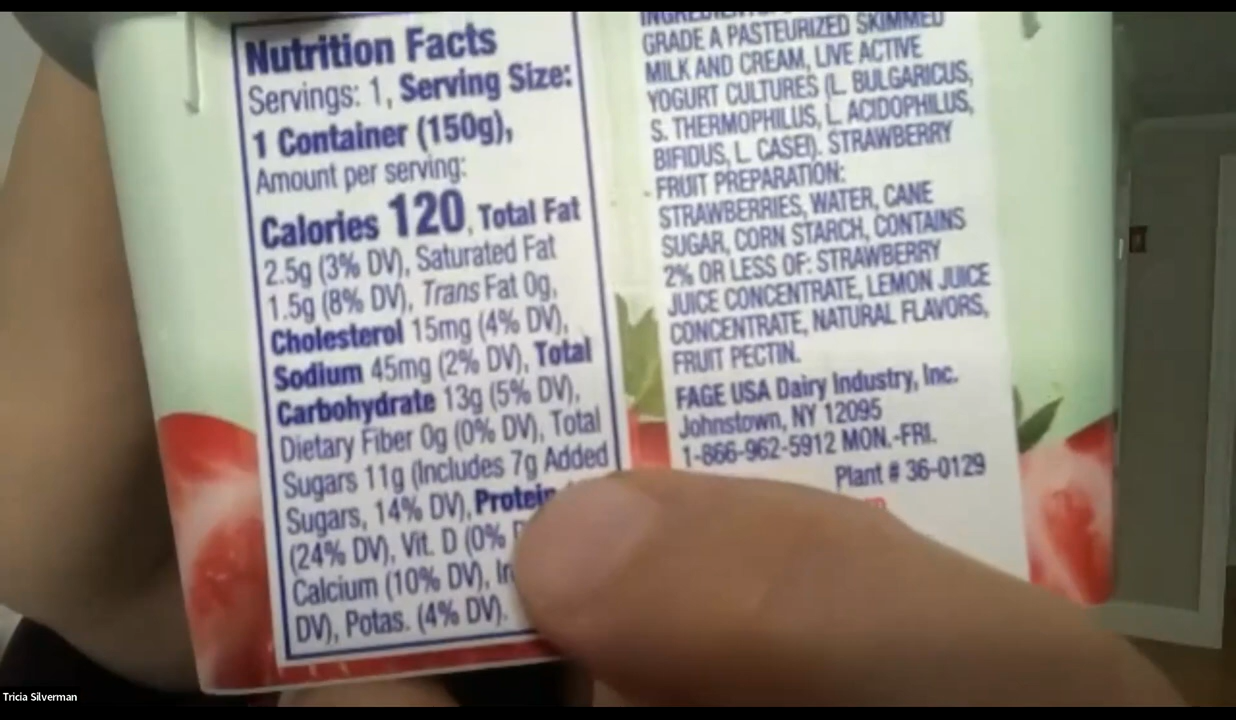 Nutrition Facts
Servings: 1, Serving Size:
1 Container (150g),
Amount per serving:
Calories 120, Total Fat
2.5g (3% DV), Saturated Fat
1.5g (8% DV), Trans Fat 0g,
Cholesterol 15mg (4% DV),
Sodium 45mg (2% DV), Total
Carbohydrate 13g (5% DV),
Dietary Fiber 0g (0% DV), Total
Sugars 11g (Includes 7g Added
Sugars, 14% DV), Protein
(24% DV), Vit. D (0%
Calcium (10% DV),
DV), Potas. (4% DV).
GRADE A PASTEURIZED SKIMMED
MILK AND CREAM, LIVE ACTIVE
YOGURT CULTURES (L. BULGARICUS,
S. THERMOPHILUS, L. ACIDOPHILUS,
BIFIDUS, L. CASEI). STRAWBERRY
FRUIT PREPARATION:
STRAWBERRIES, WATER, CANE
SUGAR, CORN STARCH, CONTAINS
2% OR LESS OF: STRAWBERRY
JUICE CONCENTRATE, LEMON JUICE
CONCENTRATE, NATURAL FLAVORS,
FRUIT PECTIN.
FAGE USA Dairy Industry, Inc.
Johnstown, NY 12095
1-866-962-5912 MON.-FRI.
Plant # 36-0129
Tricia Silverman